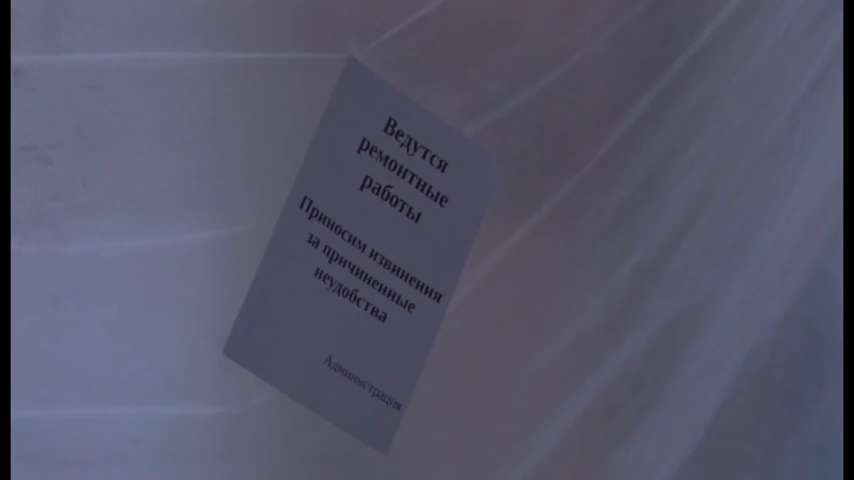 Ведутся
ремонтные
работы
Приносим извинения
за причиненные
неудобства
Администрация